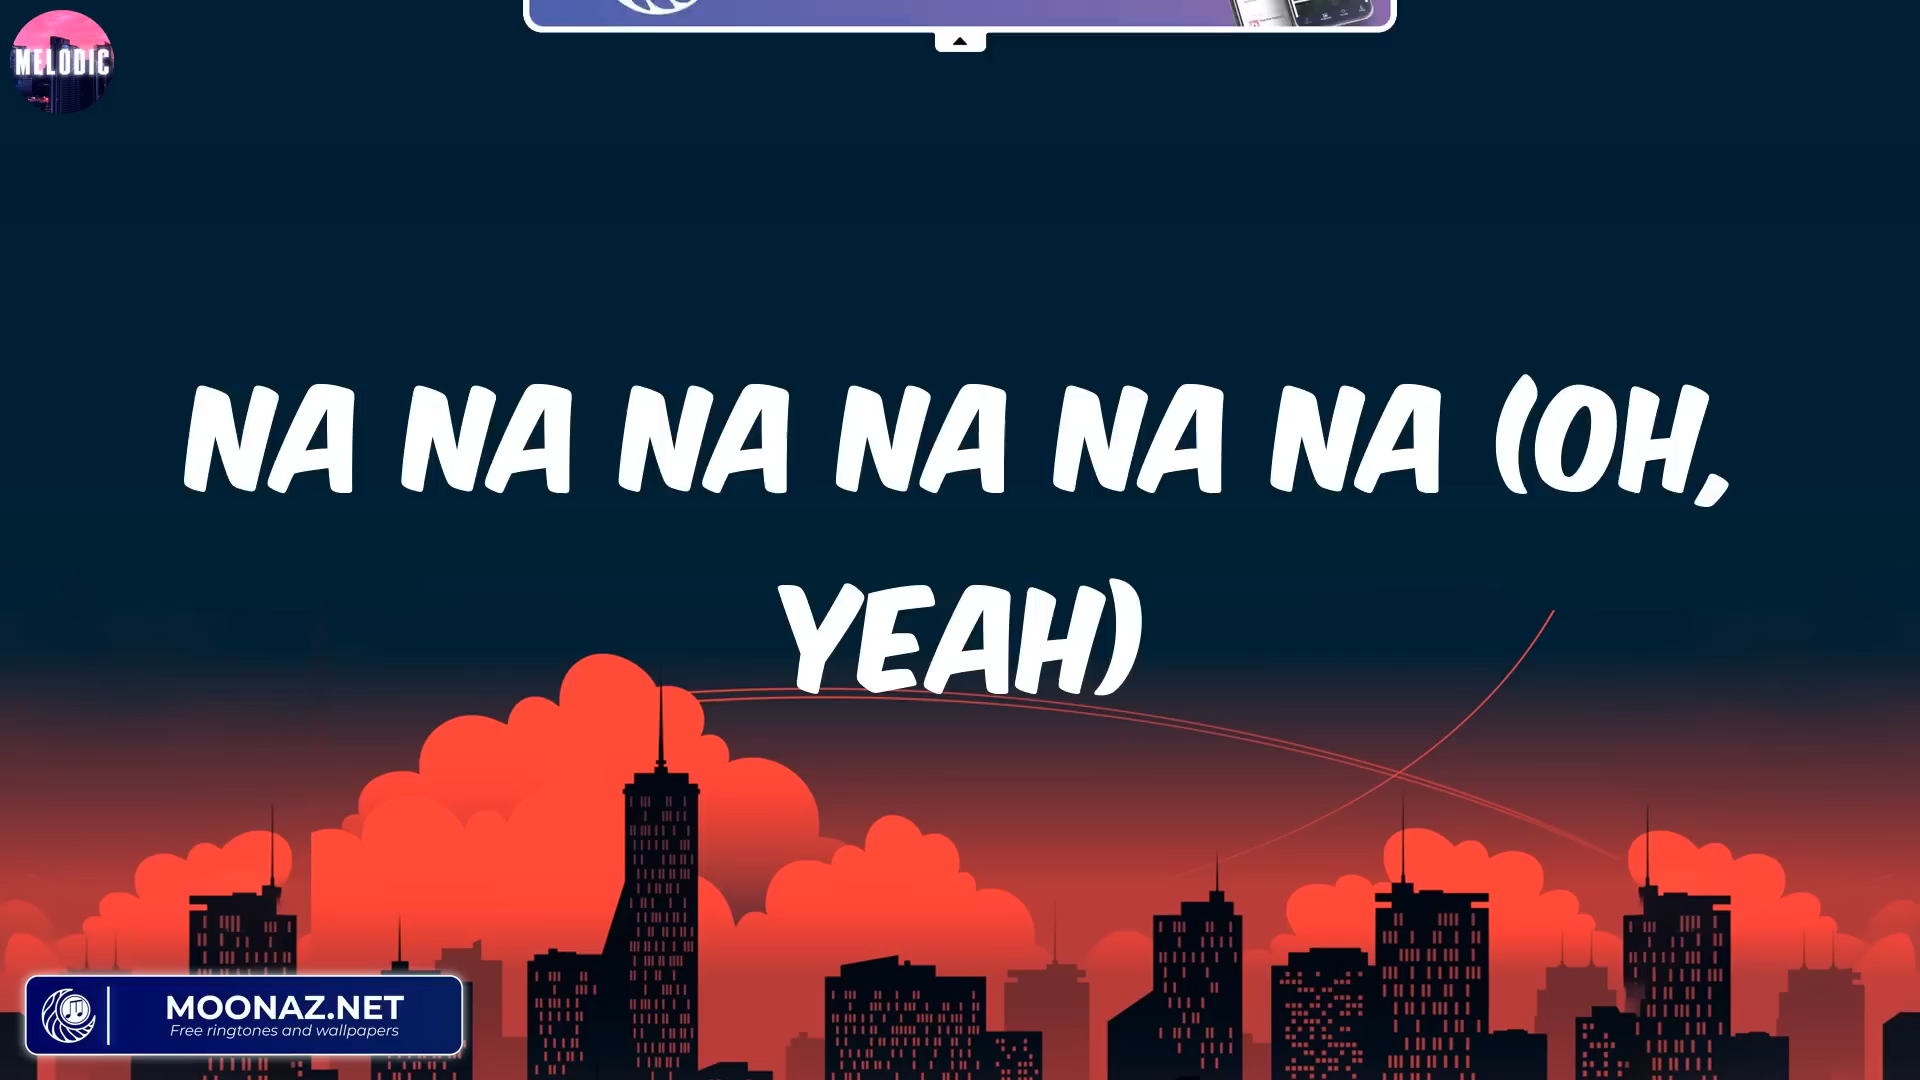 MELODIC
NA NA NA NA NA NA (OH,
YEAH)
MOONAZ.NET
Free ringtones and wallpapers